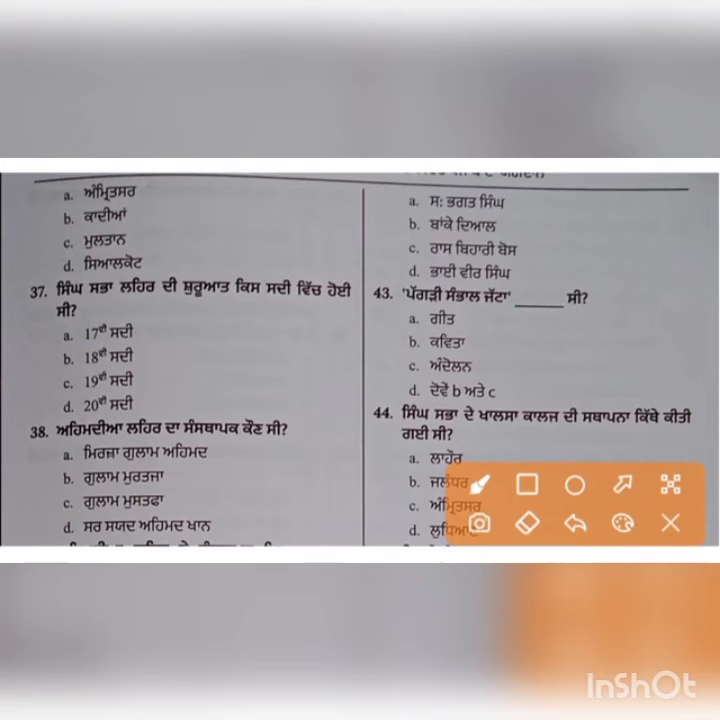 a. ਅੰਮ੍ਰਿਤਸਰ
b. ਕਾਦੀਆਂ
c. ਮੁਲਤਾਨ
d. ਸਿਆਲਕੋਟ
37. ਸਿੰਘ ਸਭਾ ਲਹਿਰ ਦੀ ਸ਼ੁਰੂਆਤ ਕਿਸ ਸਦੀ ਵਿੱਚ ਹੋਈ
ਸੀ?
a. 17ਵੀਂ ਸਦੀ
b. 18ਵੀਂ ਸਦੀ
c. 19ਵੀਂ ਸਦੀ
d. 20ਵੀਂ ਸਦੀ
38. ਅਹਿਮਦੀਆ ਲਹਿਰ ਦਾ ਸੰਸਥਾਪਕ ਕੌਣ ਸੀ?
a. ਮਿਰਜ਼ਾ ਗੁਲਾਮ ਅਹਿਮਦ
b. ਗੁਲਾਮ ਮੁਰਤਜਾ
c. ਗੁਲਾਮ ਮੁਸਤਫਾ
d. ਸਰ ਸਯਦ ਅਹਿਮਦ ਖਾਨ
a. ਸ: ਭਗਤ ਸਿੰਘ
b. ਬਾਂਕੇ ਦਿਆਲ
c. ਰਾਸ ਬਿਹਾਰੀ ਬੋਸ
d. ਭਾਈ ਵੀਰ ਸਿੰਘ
43. 'ਪੱਗੜੀ ਸੰਭਾਲ ਜੱਟਾ' ______ ਸੀ?
a. ਗੀਤ
b. ਕਵਿਤਾ
c. ਅੰਦੋਲਨ
d. ਦੋਵੇਂ b ਅਤੇ c
44. ਸਿੰਘ ਸਭਾ ਦੇ ਖਾਲਸਾ ਕਾਲਜ ਦੀ ਸਥਾਪਨਾ ਕਿੱਥੇ ਕੀਤੀ
ਗਈ ਸੀ?
a. ਲਾਹੌਰ
b. ਜਲੰਧਰ
c. ਅੰਮ੍ਰਿਤਸਰ
d.
InShOt